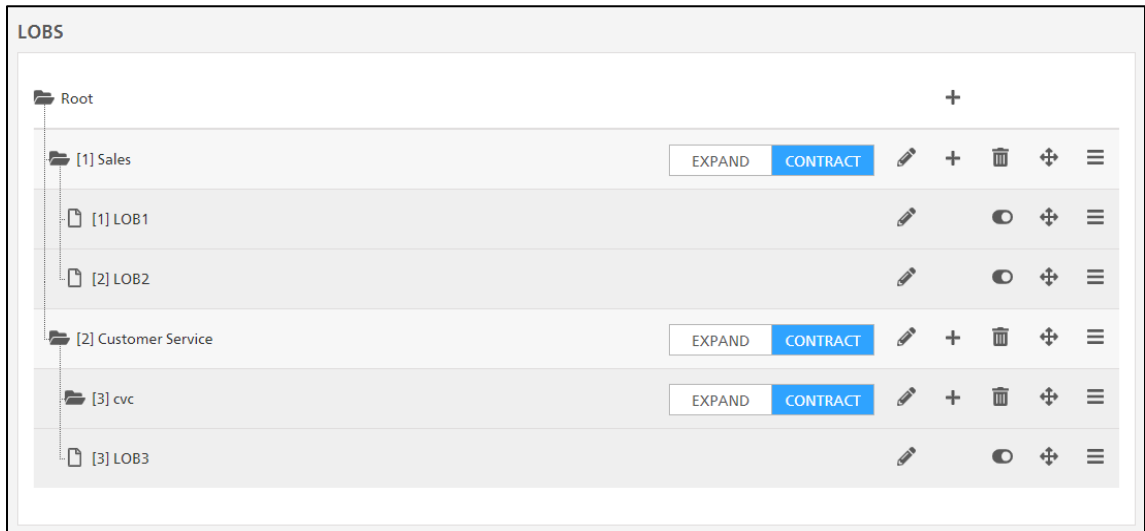 LOBS
Root
[1] Sales EXPAND CONTRACT
[1] LOB1
[2] LOB2
[2] Customer Service EXPAND CONTRACT
[3] cvc EXPAND CONTRACT
[3] LOB3